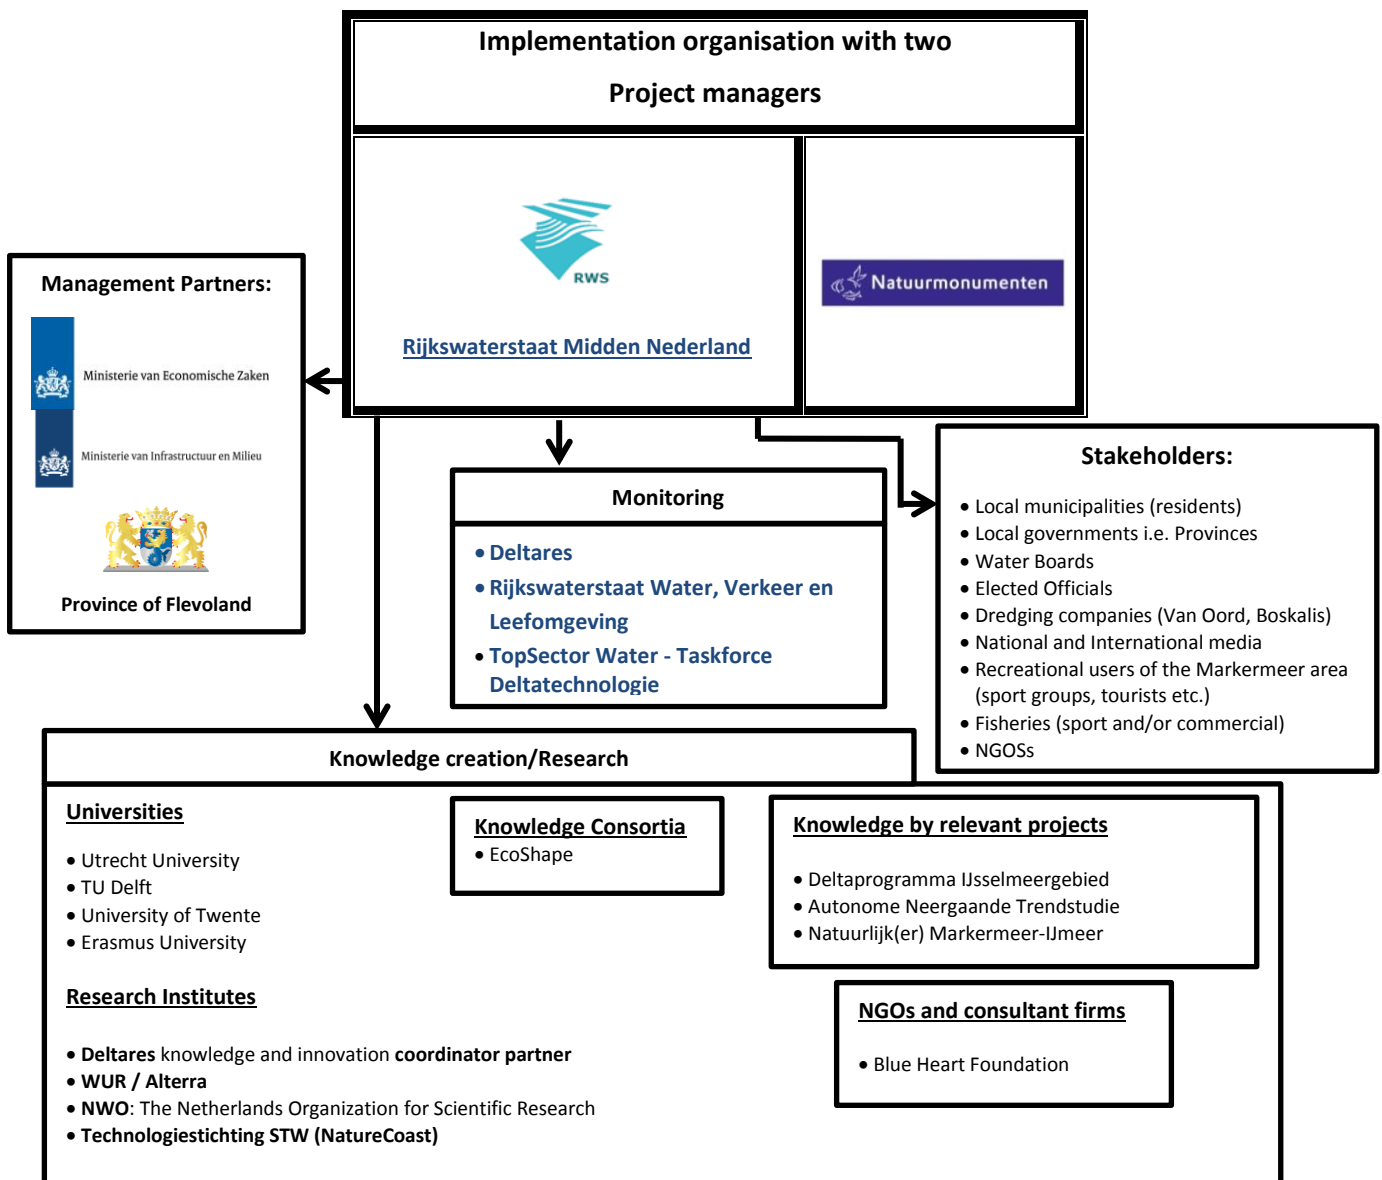 Implementation organisation with two
Project managers
RWS
Rijkswaterstaat Midden Nederland
Natuurmonumenten
Management Partners:
Ministerie van Economische Zaken
Ministerie van Infrastructuur en Milieu
Province of Flevoland
Monitoring
• Deltares
• Rijkswaterstaat Water, Verkeer en
Leefomgeving
• TopSector Water - Taskforce
Deltatechnologie
Stakeholders:
• Local municipalities (residents)
• Local governments i.e. Provinces
• Water Boards
• Elected Officials
• Dredging companies (Van Oord, Boskalis)
• National and International media
• Recreational users of the Markermeer area
(sport groups, tourists etc.)
• Fisheries (sport and/or commercial)
• NGOSs
Knowledge creation/Research
Universities
• Utrecht University
• TU Delft
• University of Twente
• Erasmus University
Research Institutes
• Deltares knowledge and innovation coordinator partner
• WUR / Alterra
• NWO: The Netherlands Organization for Scientific Research
• Technologiestichting STW (NatureCoast)
Knowledge Consortia
• EcoShape
Knowledge by relevant projects
• Deltaprogramma IJsselmeergebied
• Autonome Neergaande Trendstudie
• Natuurlijk(er) Markermeer-IJmeer
NGOs and consultant firms
• Blue Heart Foundation